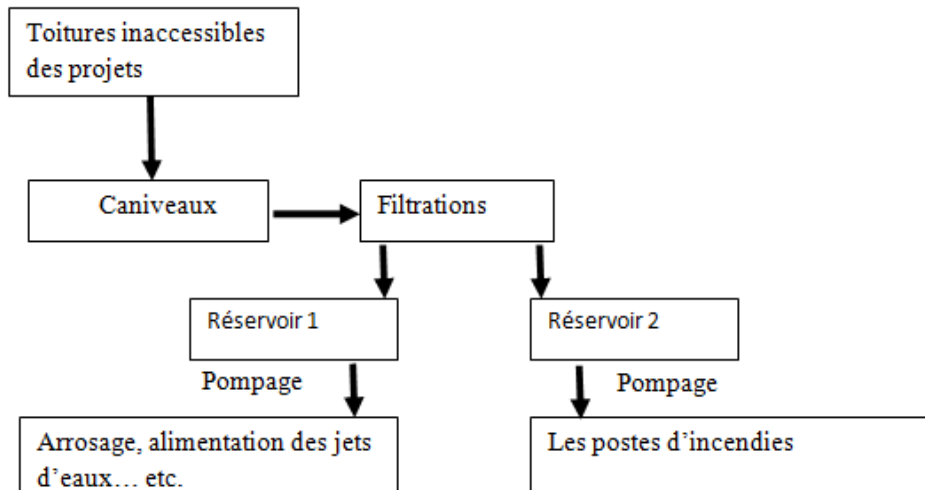 Toitures inaccessibles
des projets
Caniveaux
Filtrations
Réservoir 1
Réservoir 2
Pompage
Pompage
Arrosage, alimentation des jets
d’eaux… etc.
Les postes d’incendies